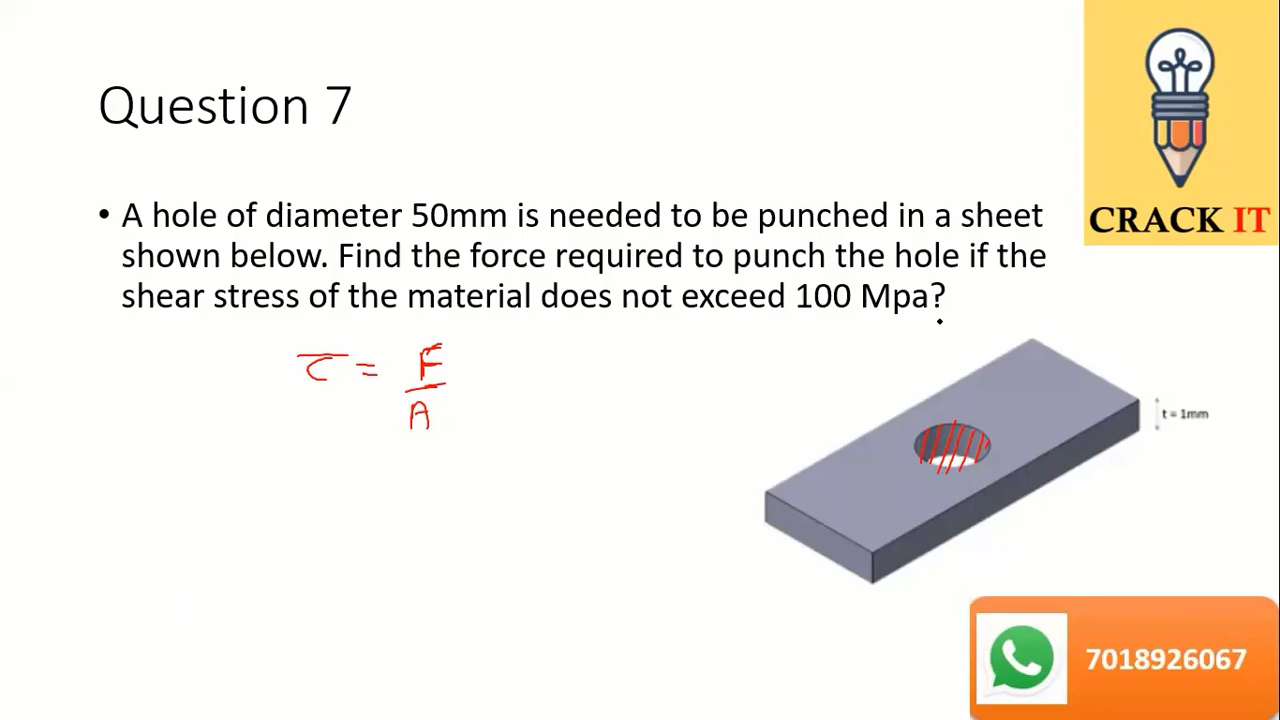 Question 7
• A hole of diameter 50mm is needed to be punched in a sheet
shown below. Find the force required to punch the hole if the
shear stress of the material does not exceed 100 Mpa?
τ = F
A
t = 1mm
CRACK IT
7018926067